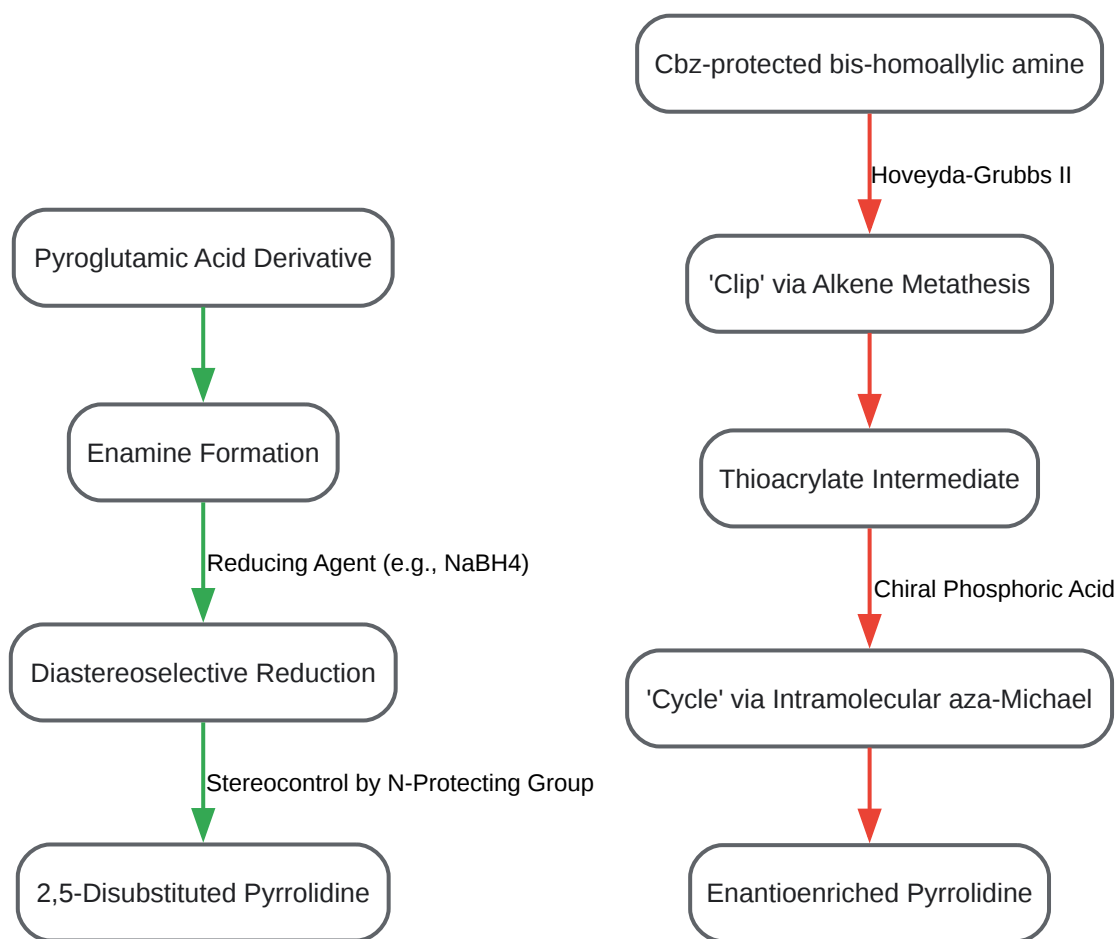 Pyroglutamic Acid Derivative
Enamine Formation
Reducing Agent (e.g., NaBH4)
Diastereoselective Reduction
Stereocontrol by N-Protecting Group
2,5-Disubstituted Pyrrolidine
Cbz-protected bis-homoallylic amine
Hoveyda-Grubbs II
'Clip' via Alkene Metathesis
Thioacrylate Intermediate
Chiral Phosphoric Acid
'Cycle' via Intramolecular aza-Michael
Enantioenriched Pyrrolidine